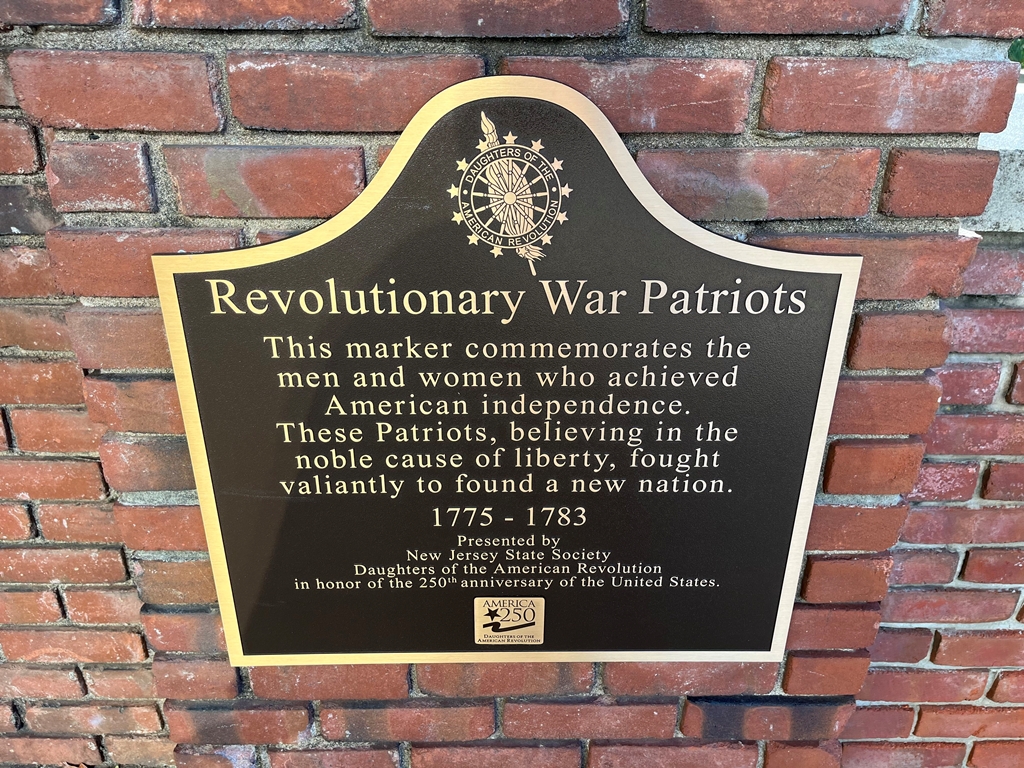 DAUGHTERS OF THE
AMERICAN REVOLUTION
Revolutionary War Patriots
This marker commemorates the
men and women who achieved
American independence.
These Patriots, believing in the
noble cause of liberty, fought
valiantly to found a new nation.
1775 - 1783
Presented by
New Jersey State Society
Daughters of the American Revolution
in honor of the 250th anniversary of the United States.
AMERICA
250
DAUGHTERS OF THE
AMERICAN REVOLUTION